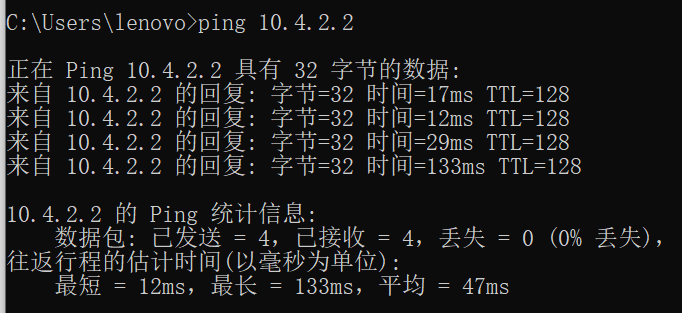 C:\Users\lenovo>ping 10.4.2.2
正在 Ping 10.4.2.2 具有 32 字节的数据:
来自 10.4.2.2 的回复: 字节=32 时间=17ms TTL=128
来自 10.4.2.2 的回复: 字节=32 时间=12ms TTL=128
来自 10.4.2.2 的回复: 字节=32 时间=29ms TTL=128
来自 10.4.2.2 的回复: 字节=32 时间=133ms TTL=128
10.4.2.2 的 Ping 统计信息:
数据包: 已发送 = 4，已接收 = 4，丢失 = 0 (0% 丢失)，
往返行程的估计时间(以毫秒为单位):
最短 = 12ms，最长 = 133ms，平均 = 47ms